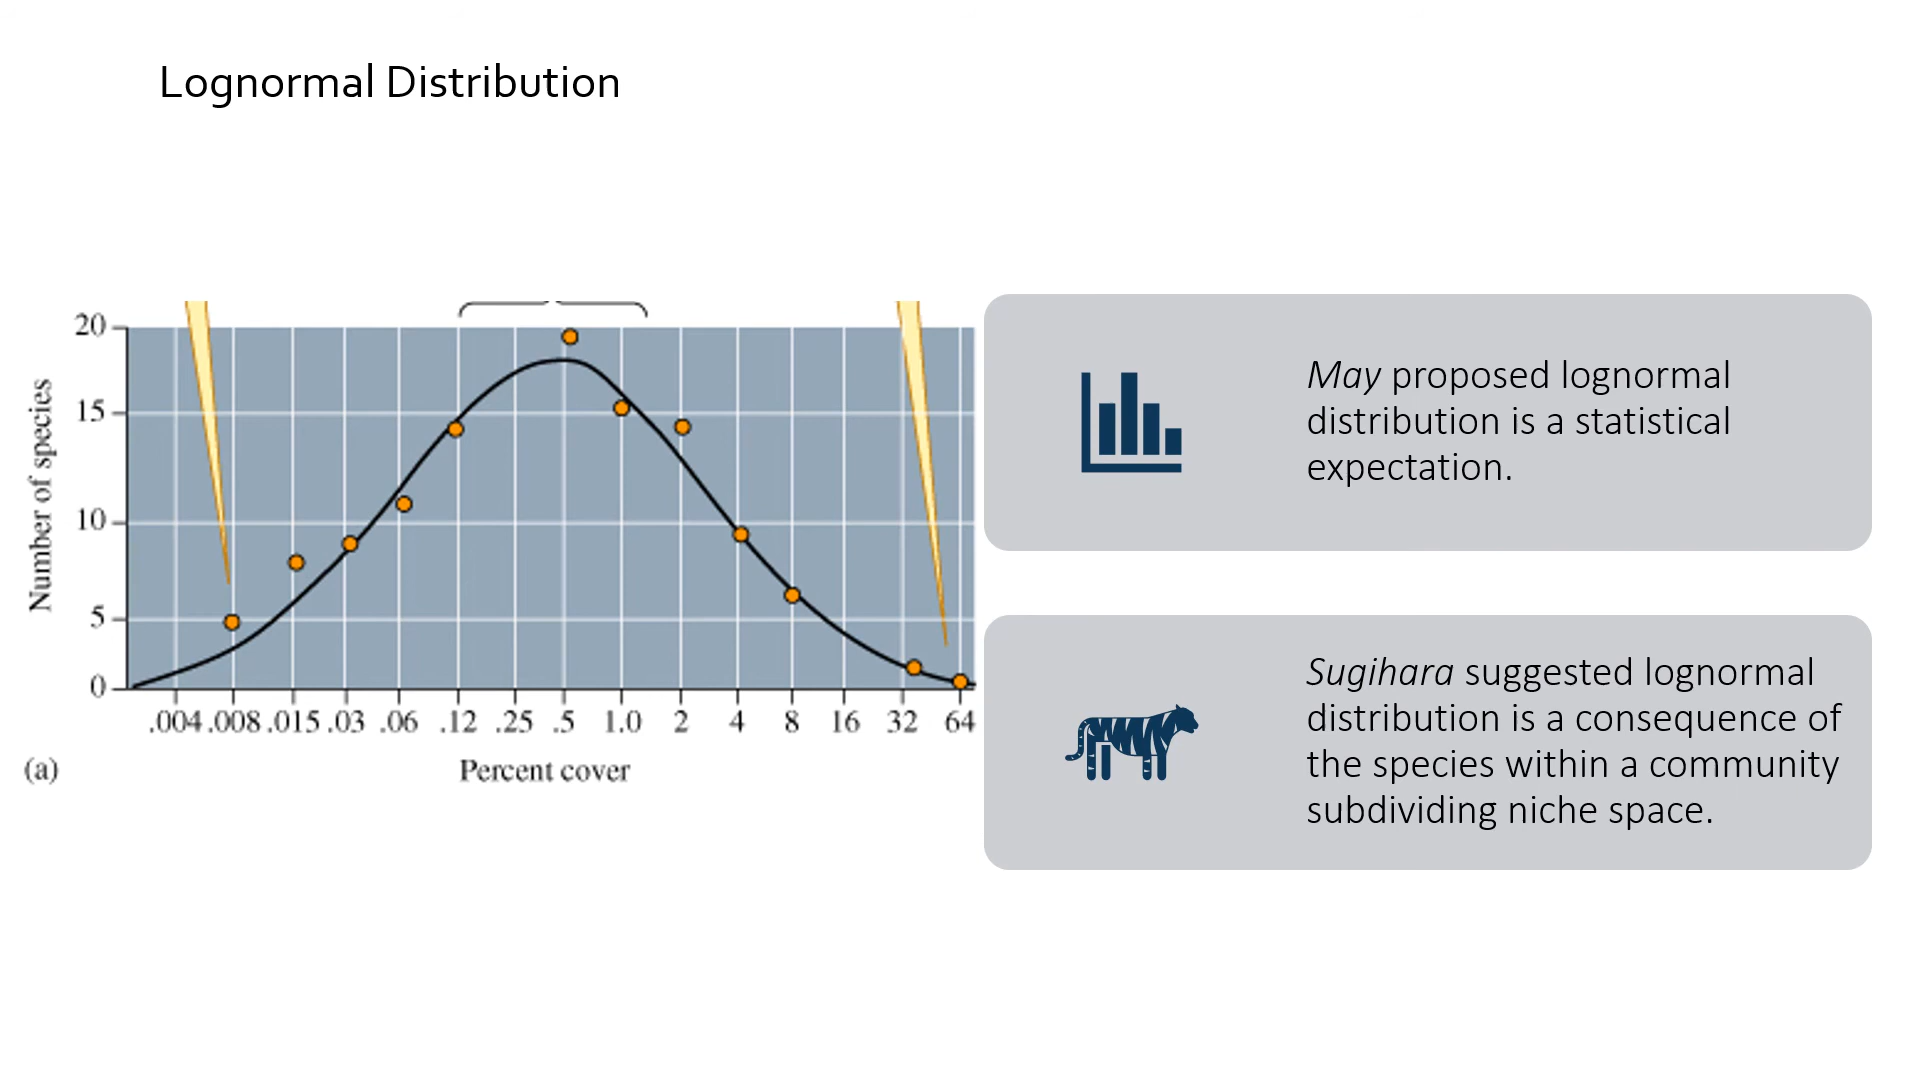 Lognormal Distribution
20
15
10
5
0
Number of species
.004 .008 .015 .03 .06 .12 .25 .5 1.0 2 4 8 16 32 64
(a)
Percent cover
May proposed lognormal
distribution is a statistical
expectation.
Sugihara suggested lognormal
distribution is a consequence of
the species within a community
subdividing niche space.